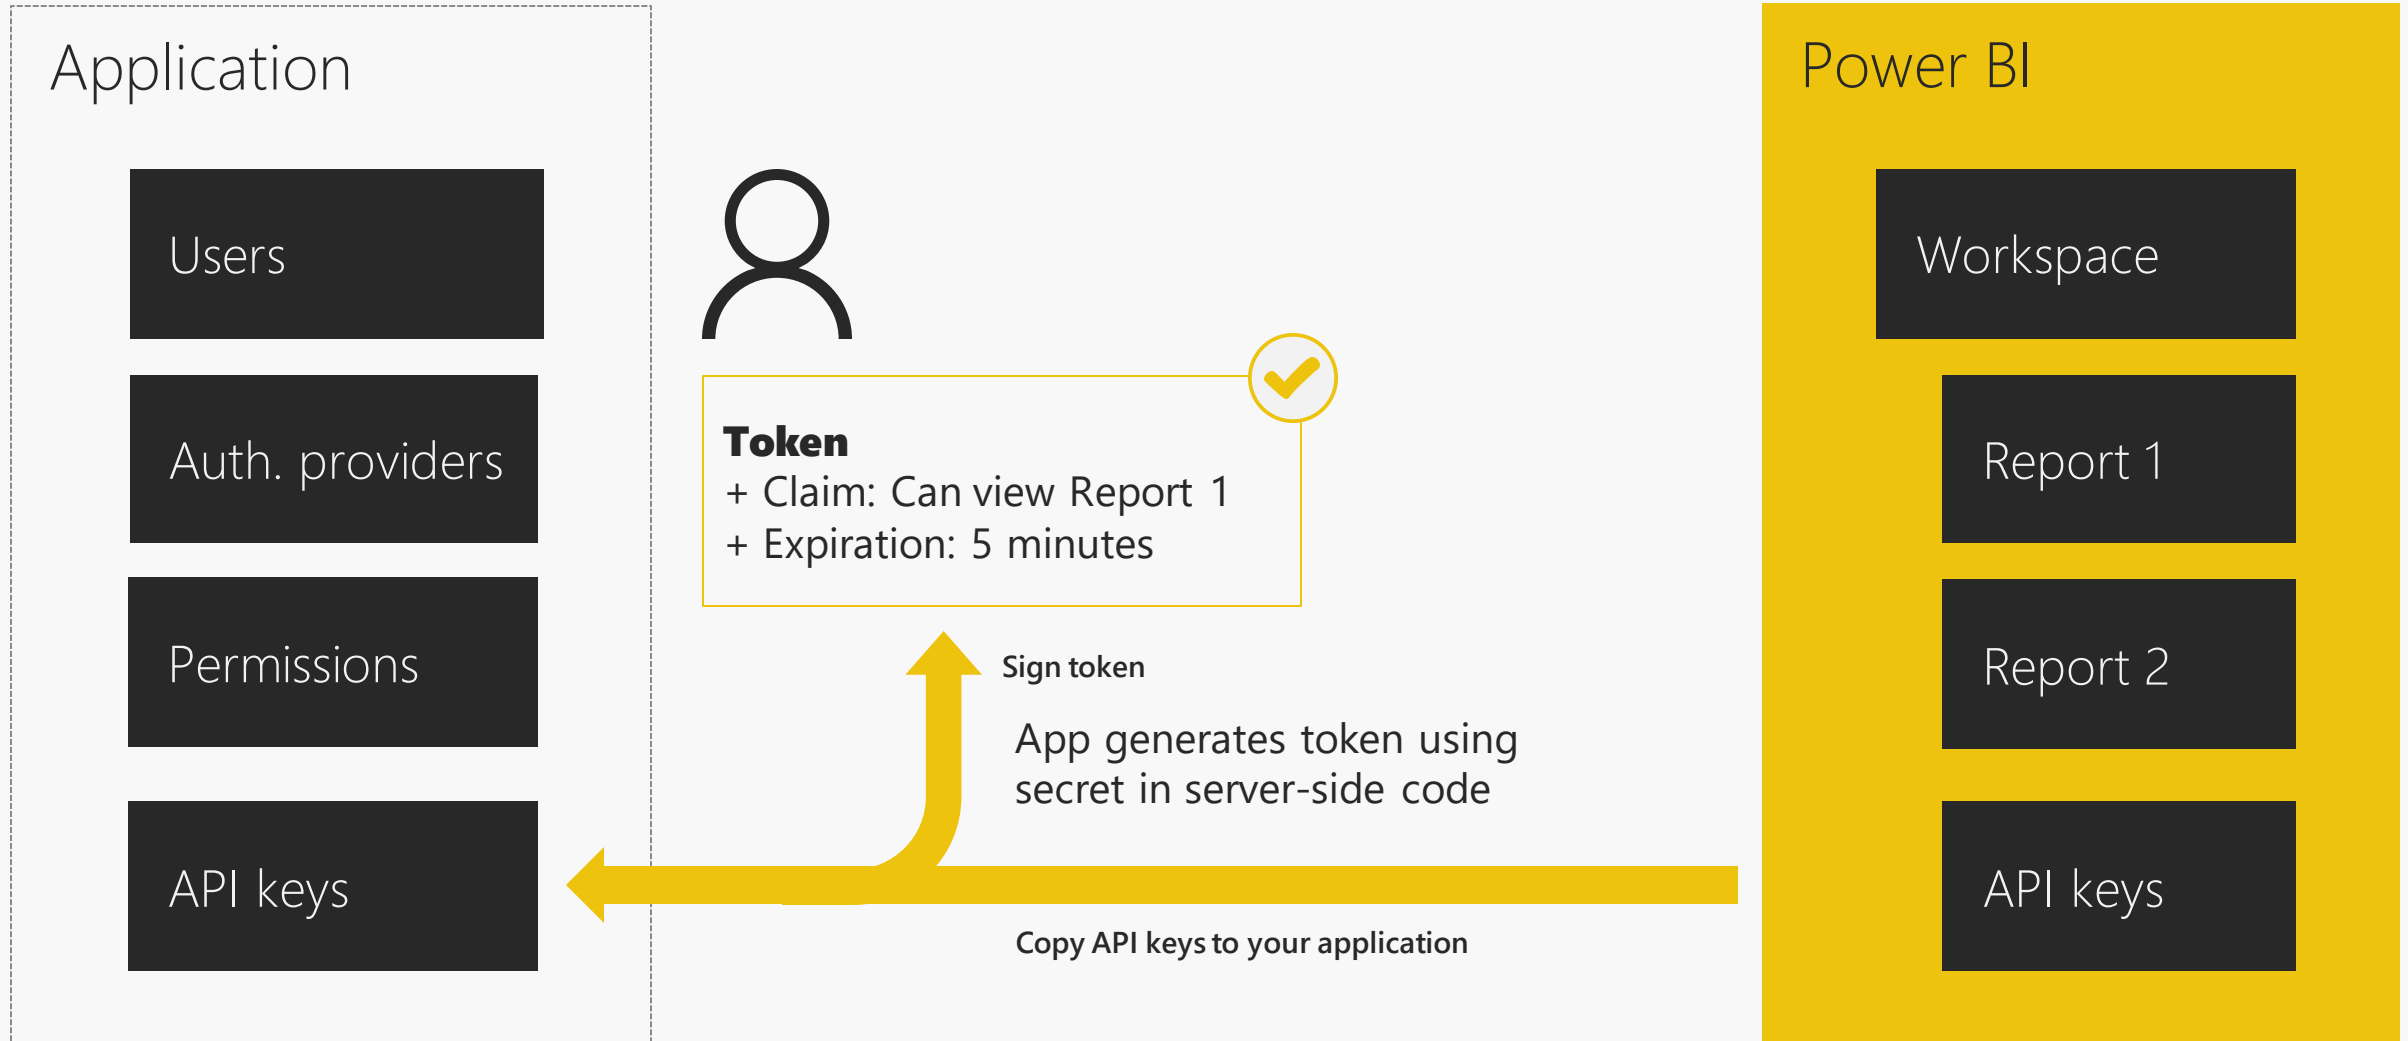 Application
Users
Auth. providers
Permissions
API keys
Token
+ Claim: Can view Report 1
+ Expiration: 5 minutes
Sign token
App generates token using
secret in server-side code
Copy API keys to your application
Power BI
Workspace
Report 1
Report 2
API keys